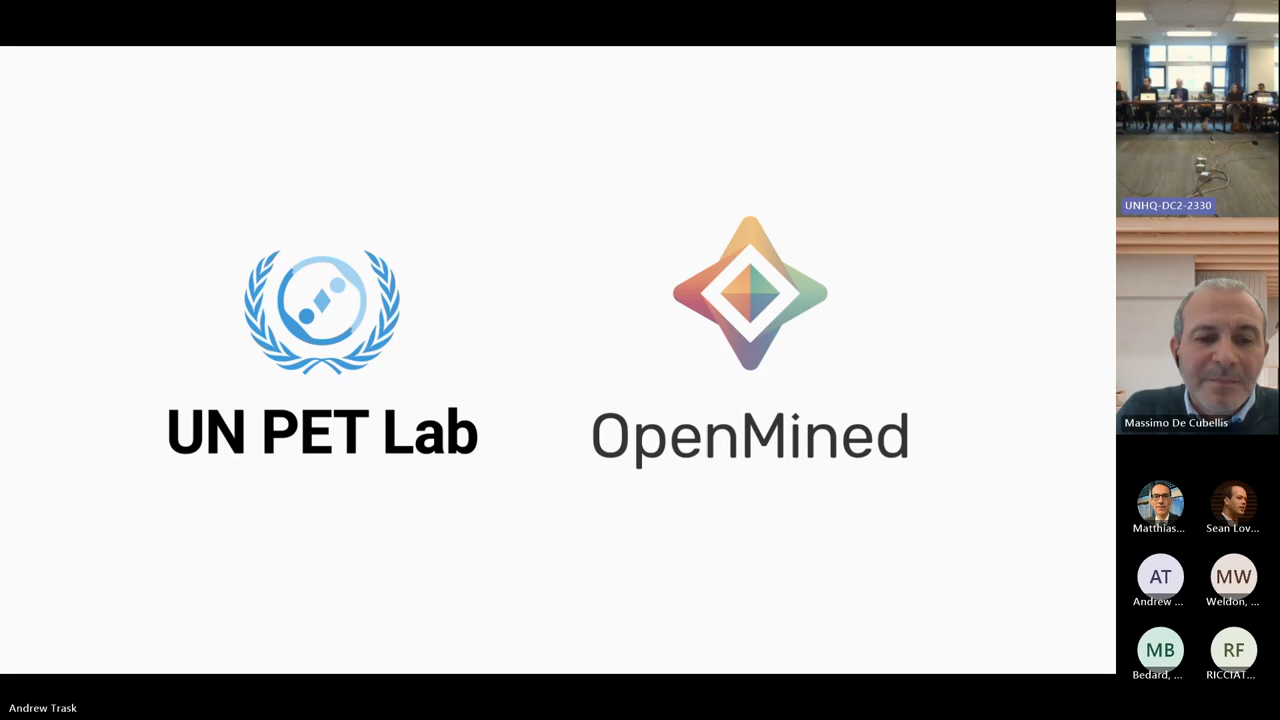 UN PET Lab
OpenMined
UNHQ-DC2-2330
Massimo De Cubellis
Matthias...
Sean Lov...
AT
MW
Andrew ...
Weldon, ...
MB
RF
Bedard, ...
RICCIAT...
Andrew Trask